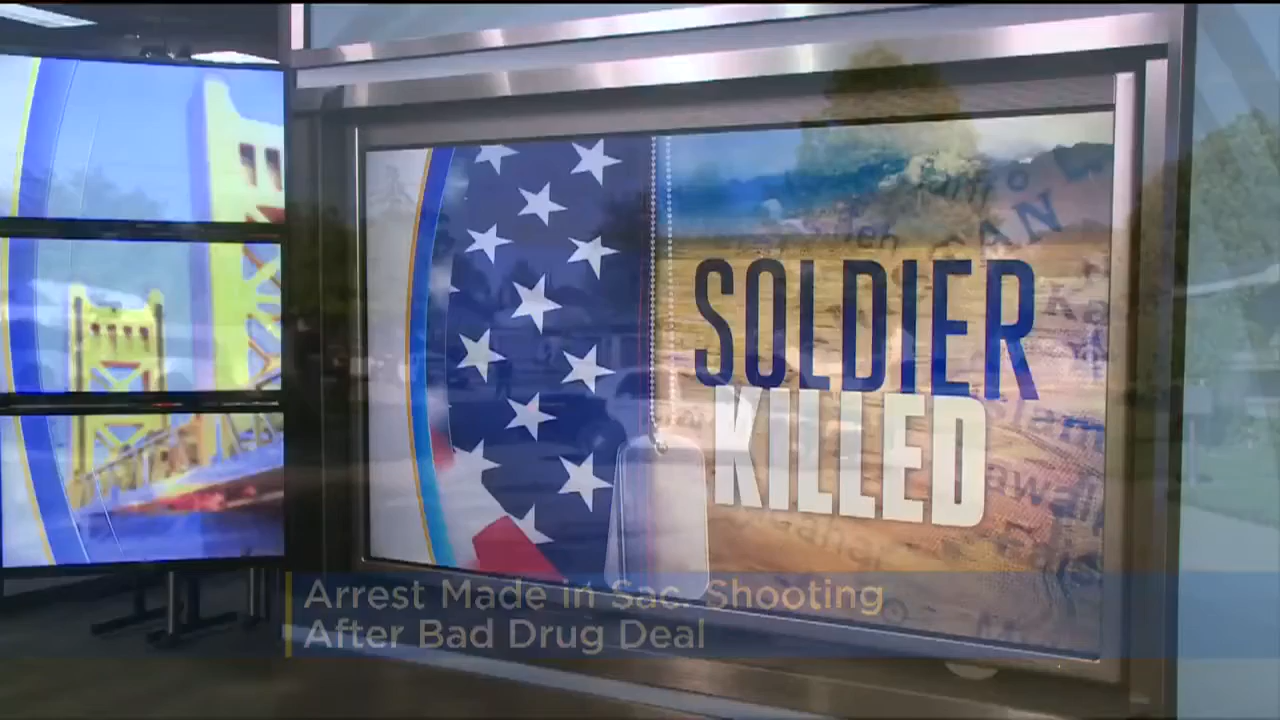 SOLDIER
KILLED
Arrest Made in Sac. Shooting
After Bad Drug Deal